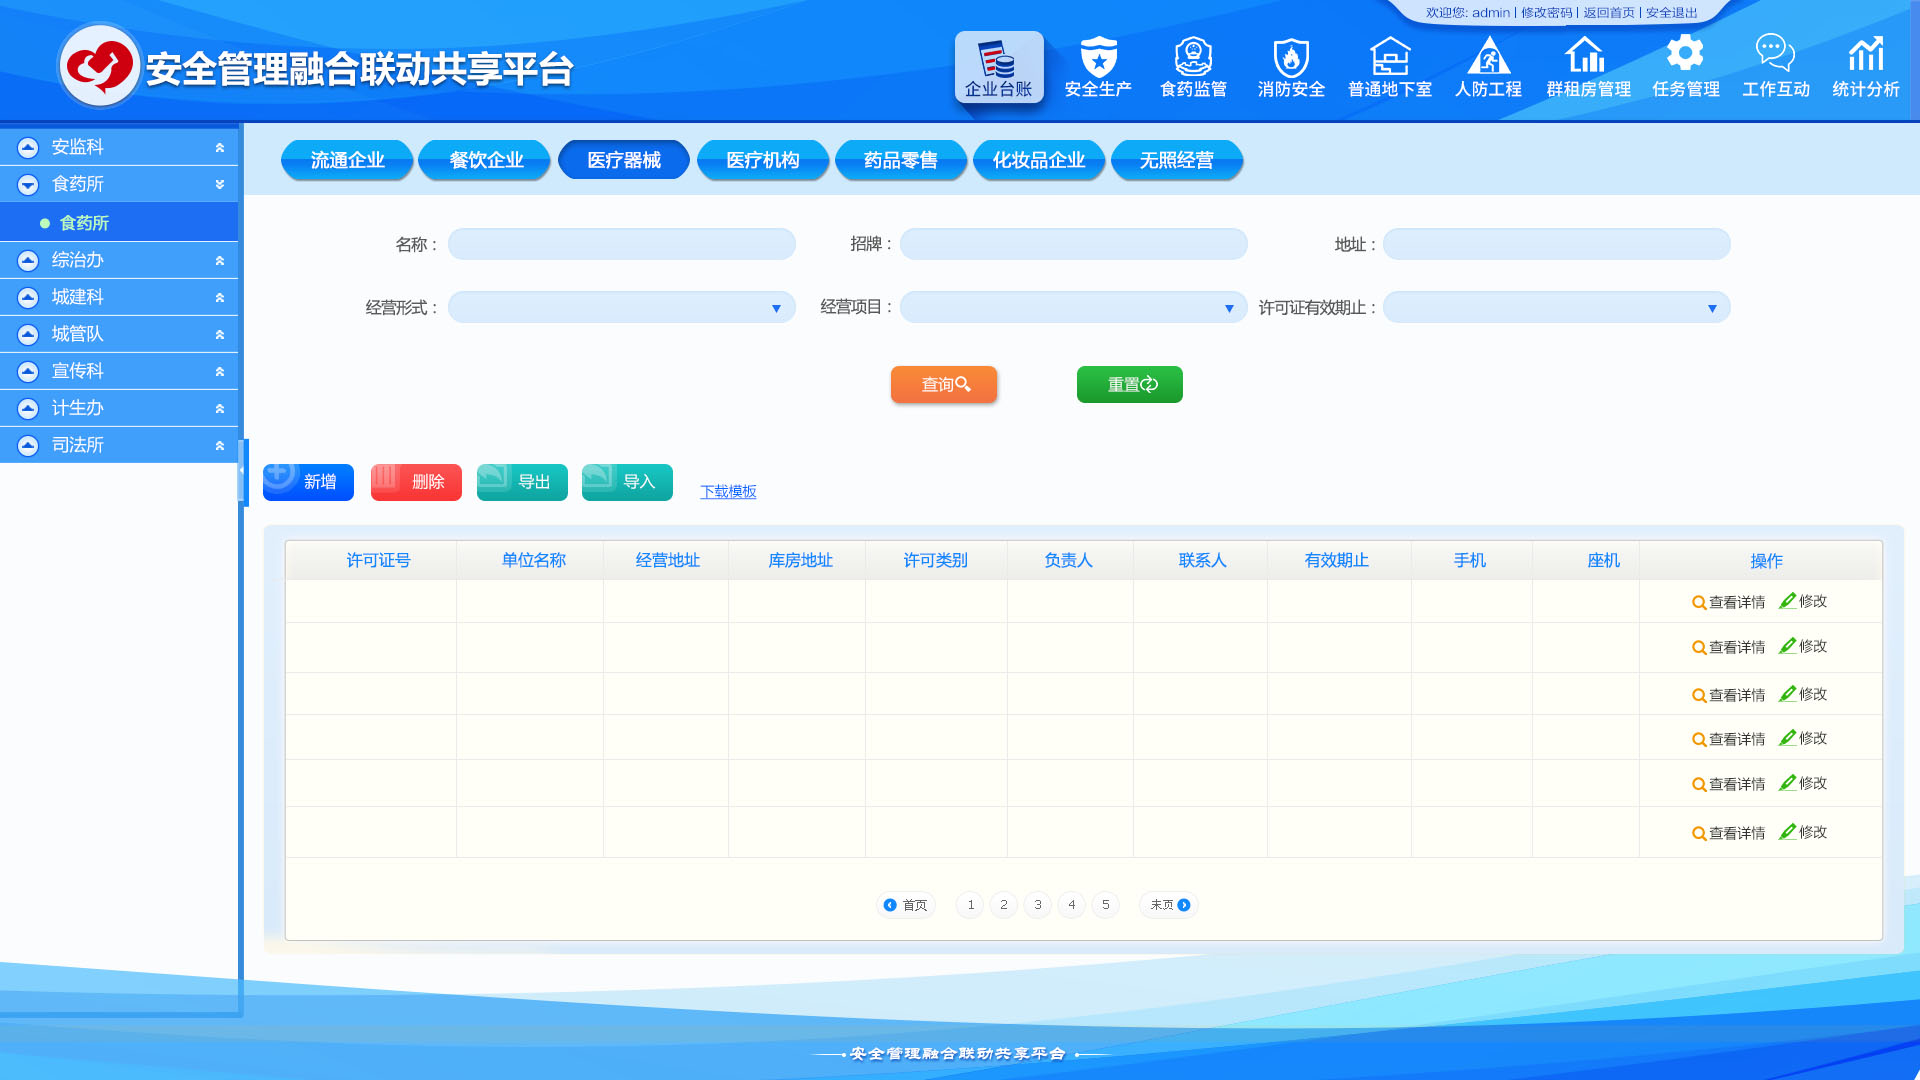 欢迎您: admin | 修改密码 | 返回首页 | 安全退出
安全管理融合联动共享平台
企业台账 安全生产 食药监管 消防安全 普通地下室 人防工程 群租房管理 任务管理 工作互动 统计分析
安监科
食药所
食药所
综治办
城建科
城管队
宣传科
计生办
司法所
流通企业 餐饮企业 医疗器械 医疗机构 药品零售 化妆品企业 无照经营
名称： 招牌： 地址：
经营形式： 经营项目： 许可证有效期止：
查询 重置
新增 删除 导出 导入 下载模板
许可证号 单位名称 经营地址 库房地址 许可类别 负责人 联系人 有效期止 手机 座机 操作
查看详情 修改
查看详情 修改
查看详情 修改
查看详情 修改
查看详情 修改
查看详情 修改
首页 1 2 3 4 5 末页
安全管理融合联动共享平台